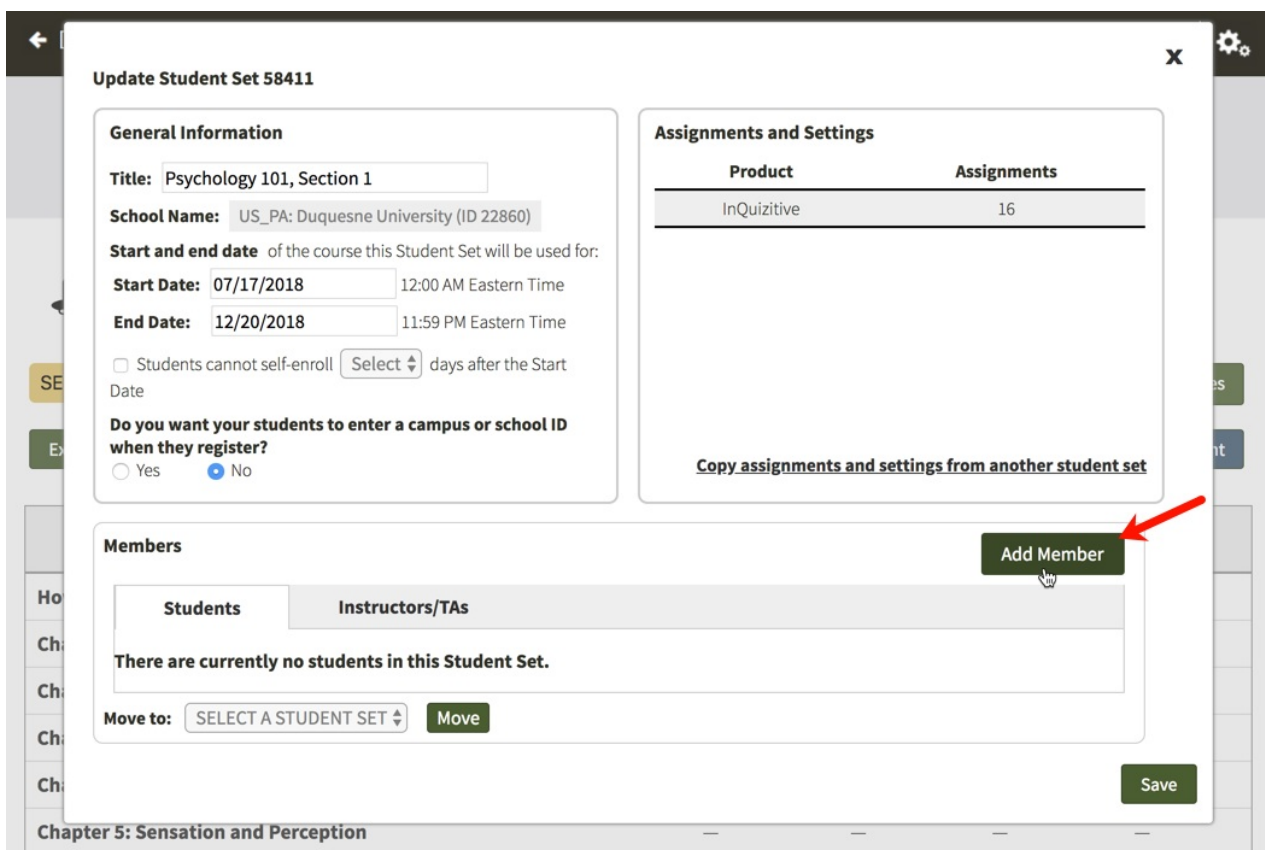 X
Update Student Set 58411
General Information
Title: Psychology 101, Section 1
School Name: US_PA: Duquesne University (ID 22860)
Start and end date of the course this Student Set will be used for:
Start Date: 07/17/2018 12:00 AM Eastern Time
End Date: 12/20/2018 11:59 PM Eastern Time
Students cannot self-enroll Select days after the Start
Date
Do you want your students to enter a campus or school ID
when they register?
Yes No
Assignments and Settings
Product Assignments
InQuizitive 16
Copy assignments and settings from another student set
Members
Add Member
Students Instructors/TAs
There are currently no students in this Student Set.
Move to: SELECT A STUDENT SET Move
Save
Chapter 5: Sensation and Perception — — — —